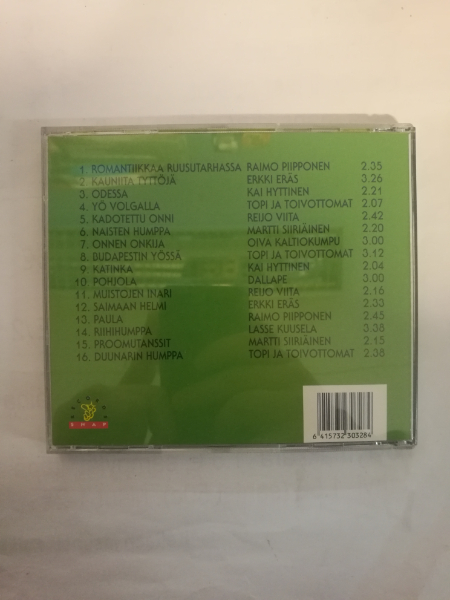 1. ROMANTIIKKAA RUUSUTARHASSA RAIMO PIIPPONEN 2.35
2. KAUNIITA TYTTÖJÄ ERKKI ERÄS 3.26
3. ODESSA KAI HYTTINEN 2.21
4. YÖ VOLGALLA TOPI JA TOIVOTTOMAT 2.07
5. KADOTETTU ONNI REIJO VIITA 2.42
6. NAISTEN HUMPPA MARTTI SIIRIÄINEN 2.20
7. ONNEN ONKIJA OIVA KALTIOKUMPU 3.00
8. BUDAPESTIN YÖSSÄ TOPI JA TOIVOTTOMAT 3.12
9. KATINKA KAI HYTTINEN 2.04
10. POHJOLA DALLAPE 3.00
11. MUISTOJEN INARI REIJO VIITA 2.16
12. SAIMAAN HELMI ERKKI ERÄS 2.33
13. PAULA RAIMO PIIPPONEN 2.45
14. RIIHIHUMPPA LASSE KUUSELA 3.38
15. PROOMUTANSSIT MARTTI SIIRIÄINEN 2.15
16. DUUNARIN HUMPPA TOPI JA TOIVOTTOMAT 2.38
SNAP
6 415732 303284